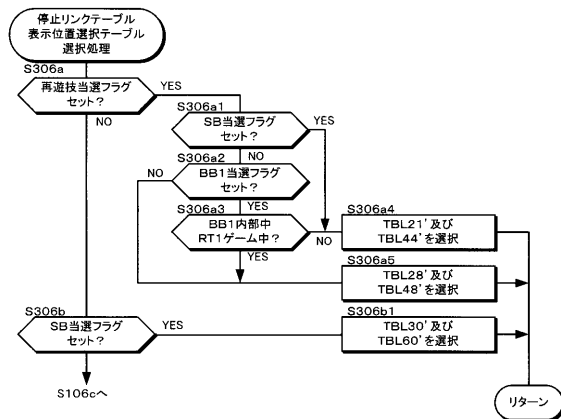 停止リンクテーブル
表示位置選択テーブル
選択処理
S306a
再遊技当選フラグ
セット?
YES
NO
S306a1
SB当選フラグ
セット?
YES
NO
S306a2
BB1当選フラグ
セット?
NO
YES
S306a3
BB1内部中
RT1ゲーム中?
NO
YES
S306a4
TBL21'及び
TBL44'を選択
S306a5
TBL28'及び
TBL48'を選択
S306b
SB当選フラグ
セット?
YES
S306b1
TBL30'及び
TBL60'を選択
S106cへ
リターン